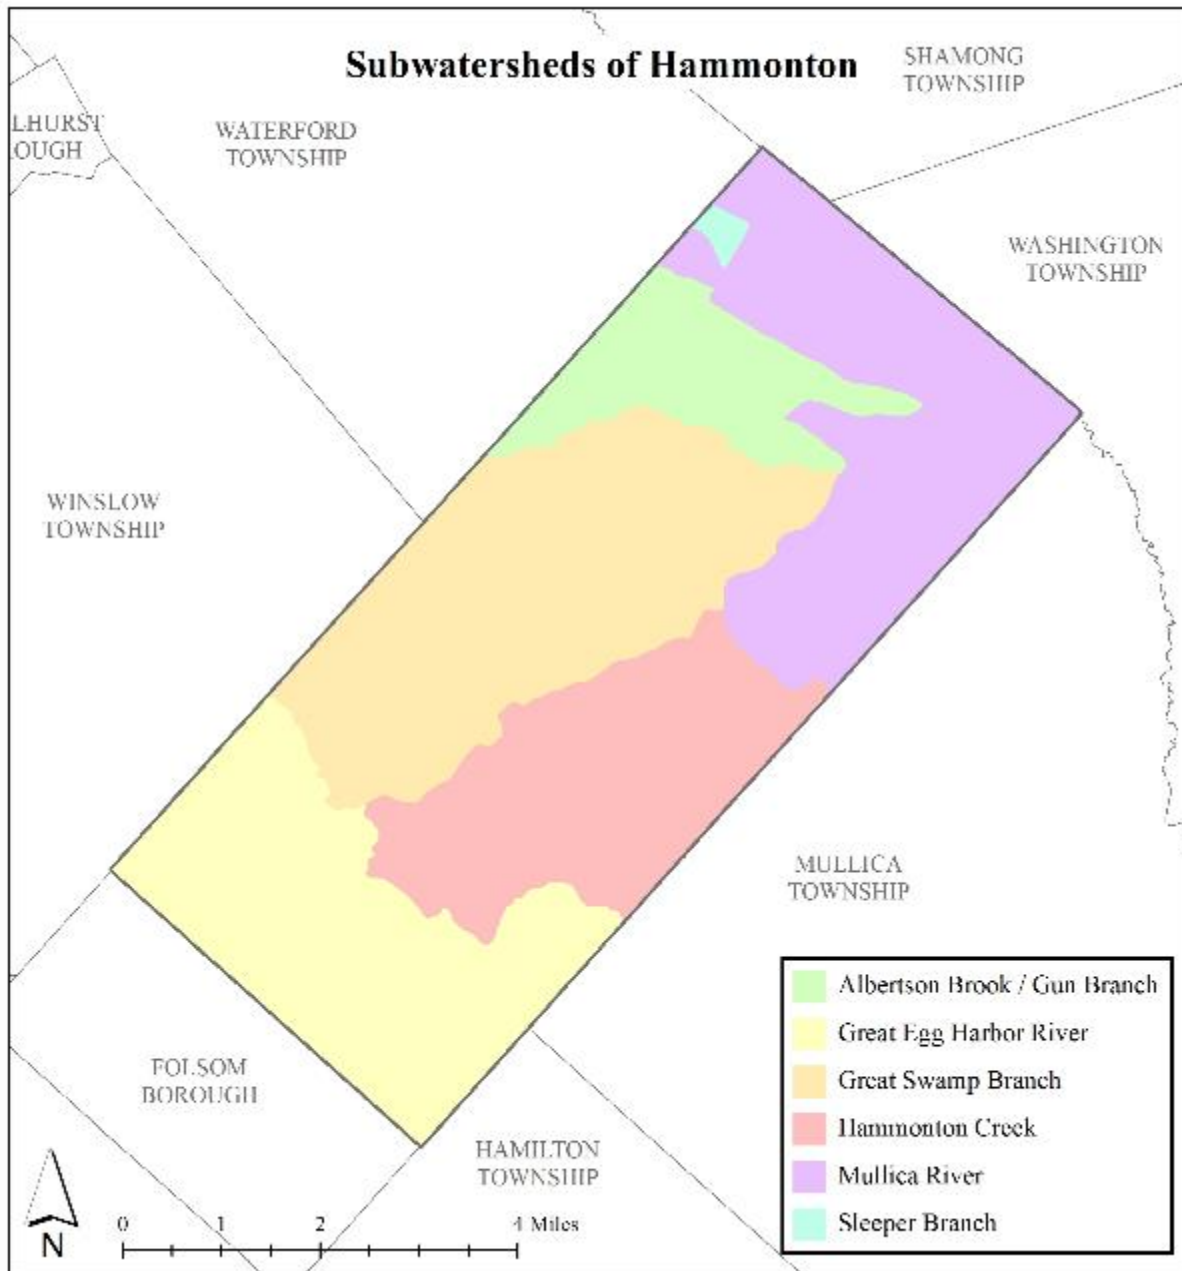 Subwatersheds of Hammonton
SHAMONG
TOWNSHIP
LHURST
OUGH
WATERFORD
TOWNSHIP
WASHINGTON
TOWNSHIP
WINSLOW
TOWNSHIP
MULLICA
TOWNSHIP
FOLSOM
BOROUGH
HAMILTON
TOWNSHIP
Albertson Brook / Gun Branch
Great Egg Harbor River
Great Swamp Branch
Hammonton Creek
Mullica River
Sleeper Branch
N
0 1 2 4 Miles